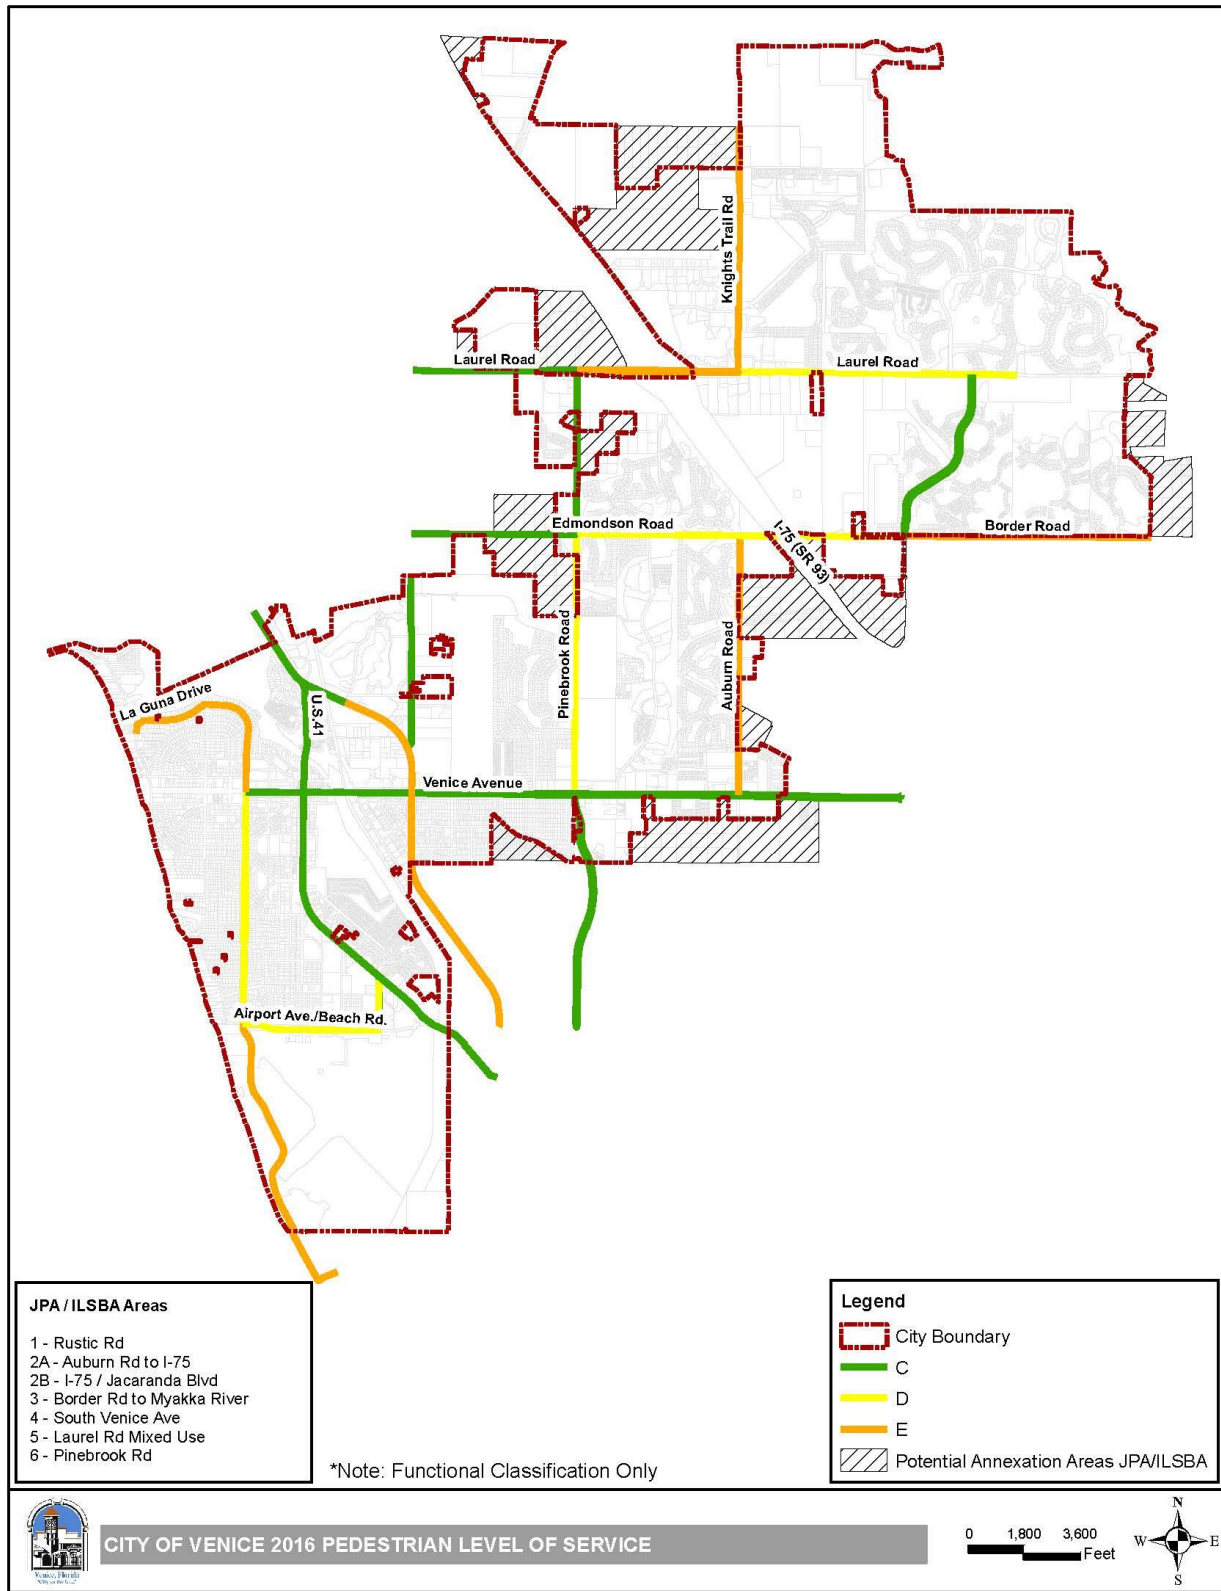 Knights Trail Rd
Laurel Road
Laurel Road
Edmondson Road
I-75 (SR 93)
Border Road
Pinebrook Road
Auburn Road
La Guna Drive
U.S.41
Venice Avenue
Airport Ave./Beach Rd.
JPA / ILSBA Areas
1 - Rustic Rd
2A - Auburn Rd to I-75
2B - I-75 / Jacaranda Blvd
3 - Border Rd to Myakka River
4 - South Venice Ave
5 - Laurel Rd Mixed Use
6 - Pinebrook Rd
*Note: Functional Classification Only
Legend
City Boundary
C
D
E
Potential Annexation Areas JPA/ILSBA
Venice, Florida
CITY OF VENICE 2016 PEDESTRIAN LEVEL OF SERVICE
0 1,800 3,600
Feet
N
W E
S